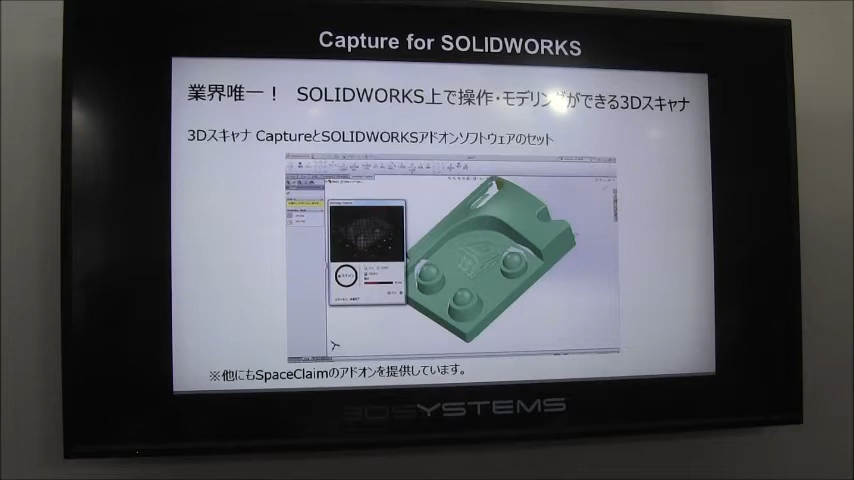 Capture for SOLIDWORKS
業界唯一！ SOLIDWORKS上で操作・モデリングができる3Dスキャナ
3Dスキャナ CaptureとSOLIDWORKSアドオンソフトウェアのセット
スキャン
※他にもSpaceClaimのアドオンを提供しています。
3DSYSTEMS